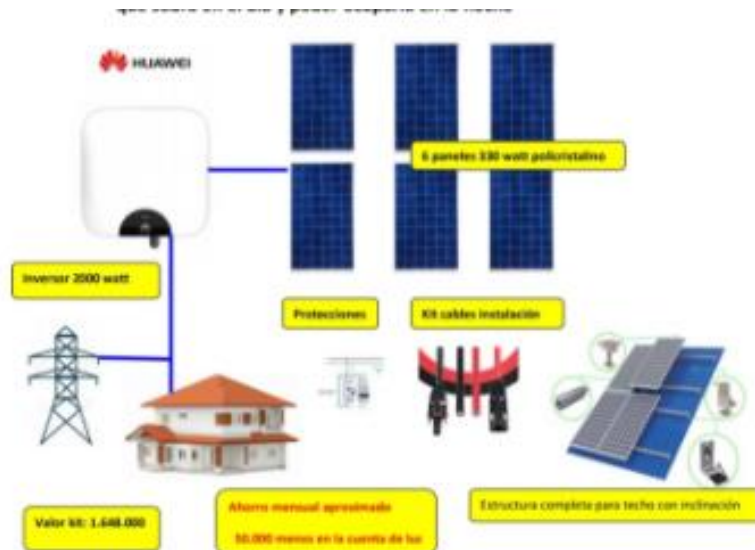 HUAWEI
6 paneles 330 watt policristalino
Inversor 2000 watt
Protecciones
Kit cables instalación
Valor kit: 1.648.000
Ahorro mensual aproximado
50.000 menos en la cuenta de luz
Estructura completa para techo con inclinación